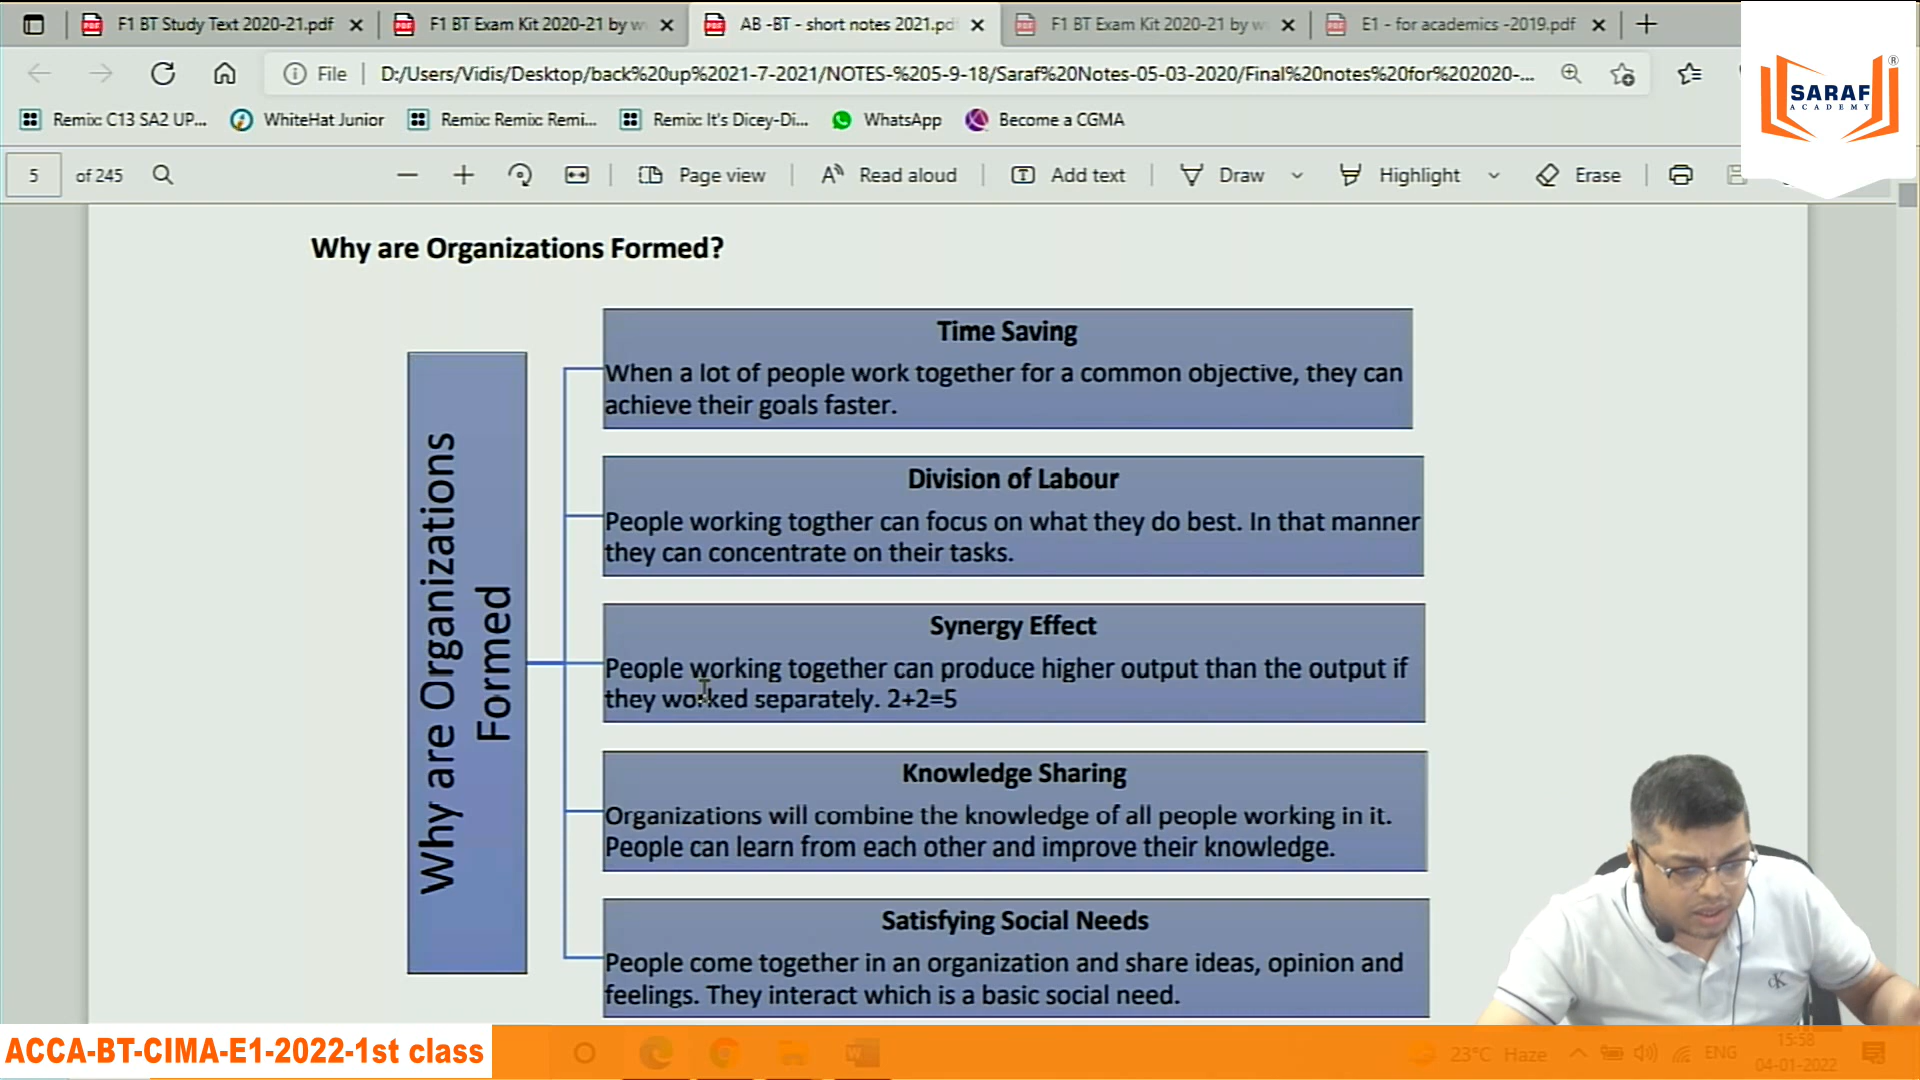 F1 BT Study Text 2020-21.pdf
F1 BT Exam Kit 2020-21 by w
AB -BT - short notes 2021.pd
F1 BT Exam Kit 2020-21 by w
E1 - for academics -2019.pdf
File
D:/Users/Vidis/Desktop/back%20up%2021-7-2021/NOTES-%205-9-18/Saraf%20Notes-05-03-2020/Final%20notes%20for%202020-...
SARAF
ACADEMY
®
Remix: C13 SA2 UP...
WhiteHat Junior
Remix: Remix: Remi...
Remix: It's Dicey-Di...
WhatsApp
Become a CGMA
5 of 245
Page view
Read aloud
Add text
Draw
Highlight
Erase
Why are Organizations Formed?
Why are Organizations
Formed
Time Saving
When a lot of people work together for a common objective, they can
achieve their goals faster.
Division of Labour
People working togther can focus on what they do best. In that manner
they can concentrate on their tasks.
Synergy Effect
People working together can produce higher output than the output if
they worked separately. 2+2=5
Knowledge Sharing
Organizations will combine the knowledge of all people working in it.
People can learn from each other and improve their knowledge.
Satisfying Social Needs
People come together in an organization and share ideas, opinion and
feelings. They interact which is a basic social need.
CK
ACCA-BT-CIMA-E1-2022-1st class
23°C Haze
ENG
15:58
04-01-2022